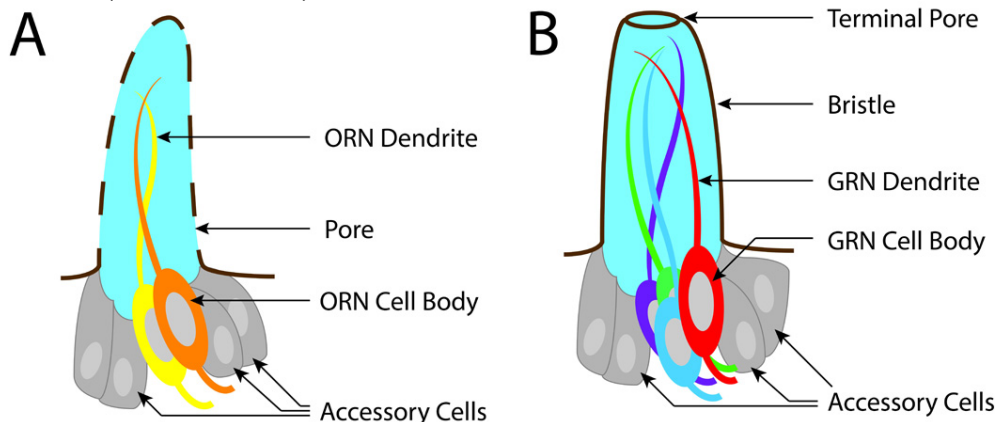 A
ORN Dendrite
Pore
ORN Cell Body
Accessory Cells
B
Terminal Pore
Bristle
GRN Dendrite
GRN Cell Body
Accessory Cells